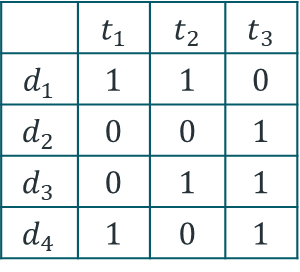 t₁ t₂ t₃
d₁ 1 1 0
d₂ 0 0 1
d₃ 0 1 1
d₄ 1 0 1